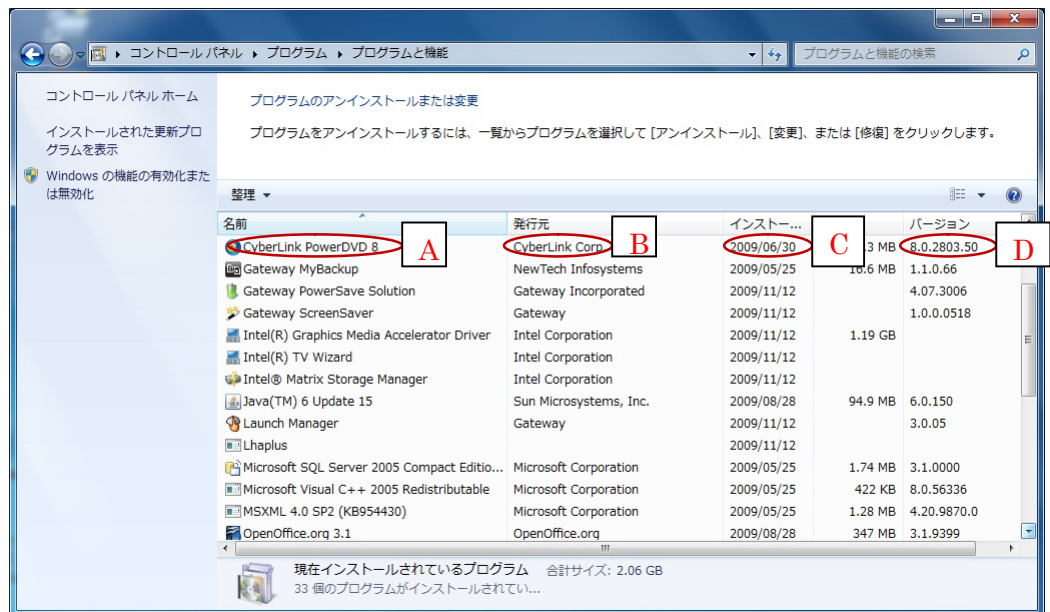 コントロール パネル ▸ プログラム ▸ プログラムと機能
プログラムと機能の検索
コントロール パネル ホーム
インストールされた更新プログラムを表示
Windows の機能の有効化または無効化
プログラムのアンインストールまたは変更
プログラムをアンインストールするには、一覧からプログラムを選択して [アンインストール]、[変更]、または [修復] をクリックします。
整理
名前 発行元 インストー... バージョン
CyberLink PowerDVD 8 A CyberLink Corp B 2009/06/30 C .3 MB 8.0.2803.50 D
Gateway MyBackup NewTech Infosystems 2009/05/25 16.6 MB 1.1.0.66
Gateway PowerSave Solution Gateway Incorporated 2009/11/12 4.07.3006
Gateway ScreenSaver Gateway 2009/11/12 1.0.0.0518
Intel(R) Graphics Media Accelerator Driver Intel Corporation 2009/11/12 1.19 GB
Intel(R) TV Wizard Intel Corporation 2009/11/12
Intel® Matrix Storage Manager Intel Corporation 2009/11/12
Java(TM) 6 Update 15 Sun Microsystems, Inc. 2009/08/28 94.9 MB 6.0.150
Launch Manager Gateway 2009/11/12 3.0.05
Lhaplus 2009/11/12
Microsoft SQL Server 2005 Compact Editio... Microsoft Corporation 2009/05/25 1.74 MB 3.1.0000
Microsoft Visual C++ 2005 Redistributable Microsoft Corporation 2009/05/25 422 KB 8.0.56336
MSXML 4.0 SP2 (KB954430) Microsoft Corporation 2009/05/25 1.28 MB 4.20.9870.0
OpenOffice.org 3.1 OpenOffice.org 2009/08/28 347 MB 3.1.9399
現在インストールされているプログラム 合計サイズ: 2.06 GB
33 個のプログラムがインストールされてい...